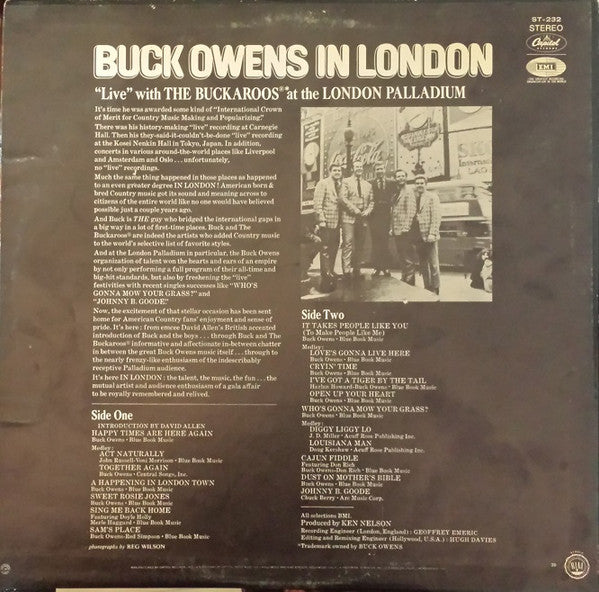 ST-232
STEREO
Capitol
EMI
BUCK OWENS IN LONDON
"Live" with THE BUCKAROOS®* at the LONDON PALLADIUM
It's time he was awarded some kind of "International Crown
of Merit for Country Music Making and Popularizing."
There was his history-making "live" recording at Carnegie
Hall. Then his they-said-it-couldn't-be-done "live" recording
at the Kosei Nenkin Hall in Tokyo, Japan. In addition,
concerts in various around-the-world places like Liverpool
and Amsterdam and Oslo . . . unfortunately,
no "live" recordings.
Much the same thing happened in these places as happened
to an even greater degree IN LONDON! American born &
bred Country music got its sound and meaning across to
citizens of the entire world like no one would have believed
possible just a couple years ago.
And Buck is THE guy who bridged the international gaps in
a big way in a lot of first-time places. Buck and The
Buckaroos® are indeed the artists who added Country music
to the world's selective list of favorite styles.
And at the London Palladium in particular, the Buck Owens
organization of talent won the hearts and ears of an empire
by not only performing a full program of their all-time and
big-hit standards, but also by freshening the "live"
festivities with recent single successes like "WHO'S
GONNA MOW YOUR GRASS?" and
"JOHNNY B. GOODE!"
Now, the excitement of that stellar occasion has been sent
home for American Country fans' enjoyment and sense of
pride. It's here: from emcee David Allen's British accented
introduction of Buck and the boys . . . through Buck and The
Buckaroos® informative and affectionate in-between chatter
in between the great Buck Owens music itself . . . through to
the nearly frenzy-like enthusiasm of the indescribably
receptive Palladium audience.
It's here IN LONDON: the talent, the music, the fun . . . the
mutual artist and audience enthusiasm of a gala affair
to be royally remembered and relived.
Side One
INTRODUCTION BY DAVID ALLEN
HAPPY TIMES ARE HERE AGAIN
Buck Owens • Blue Book Music
Medley:
ACT NATURALLY
John Russell-Voni Morrison • Blue Book Music
TOGETHER AGAIN
Buck Owens • Central Songs, Inc.
A HAPPENING IN LONDON TOWN
Buck Owens • Blue Book Music
SWEET ROSIE JONES
Buck Owens • Blue Book Music
SING ME BACK HOME
Featuring Doyle Holly
Merle Haggard • Blue Book Music
SAM'S PLACE
Buck Owens-Red Simpson • Blue Book Music
photographs by REG WILSON
Coca-Cola
SKI
Internati
LAG
Side Two
IT TAKES PEOPLE LIKE YOU
(To Make People Like Me)
Buck Owens • Blue Book Music
Medley:
LOVE'S GONNA LIVE HERE
Buck Owens • Blue Book Music
CRYIN' TIME
Buck Owens • Blue Book Music
I'VE GOT A TIGER BY THE TAIL
Harlan Howard-Buck Owens • Blue Book Music
OPEN UP YOUR HEART
Buck Owens • Blue Book Music
WHO'S GONNA MOW YOUR GRASS?
Buck Owens • Blue Book Music
Medley:
DIGGY LIGGY LO
J. D. Miller • Acuff Rose Publishing Inc.
LOUISIANA MAN
Doug Kershaw • Acuff Rose Publishing Inc.
CAJUN FIDDLE
Featuring Don Rich
Buck Owens-Don Rich • Blue Book Music
DUST ON MOTHER'S BIBLE
Buck Owens • Blue Book Music
JOHNNY B. GOODE
Chuck Berry • Arc Music Corp.
All selections BMI.
Produced by KEN NELSON
Recording Engineer (London, England): GEOFFREY EMERIC
Editing and Remixing Engineer (Hollywood, U.S.A.): HUGH DAVIES
*Trademark owned by BUCK OWENS